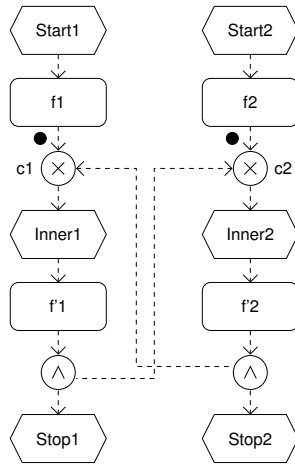 Start1 Start2
f1 f2
c1 × × c2
Inner1 Inner2
f'1 f'2
∧ ∧
Stop1 Stop2